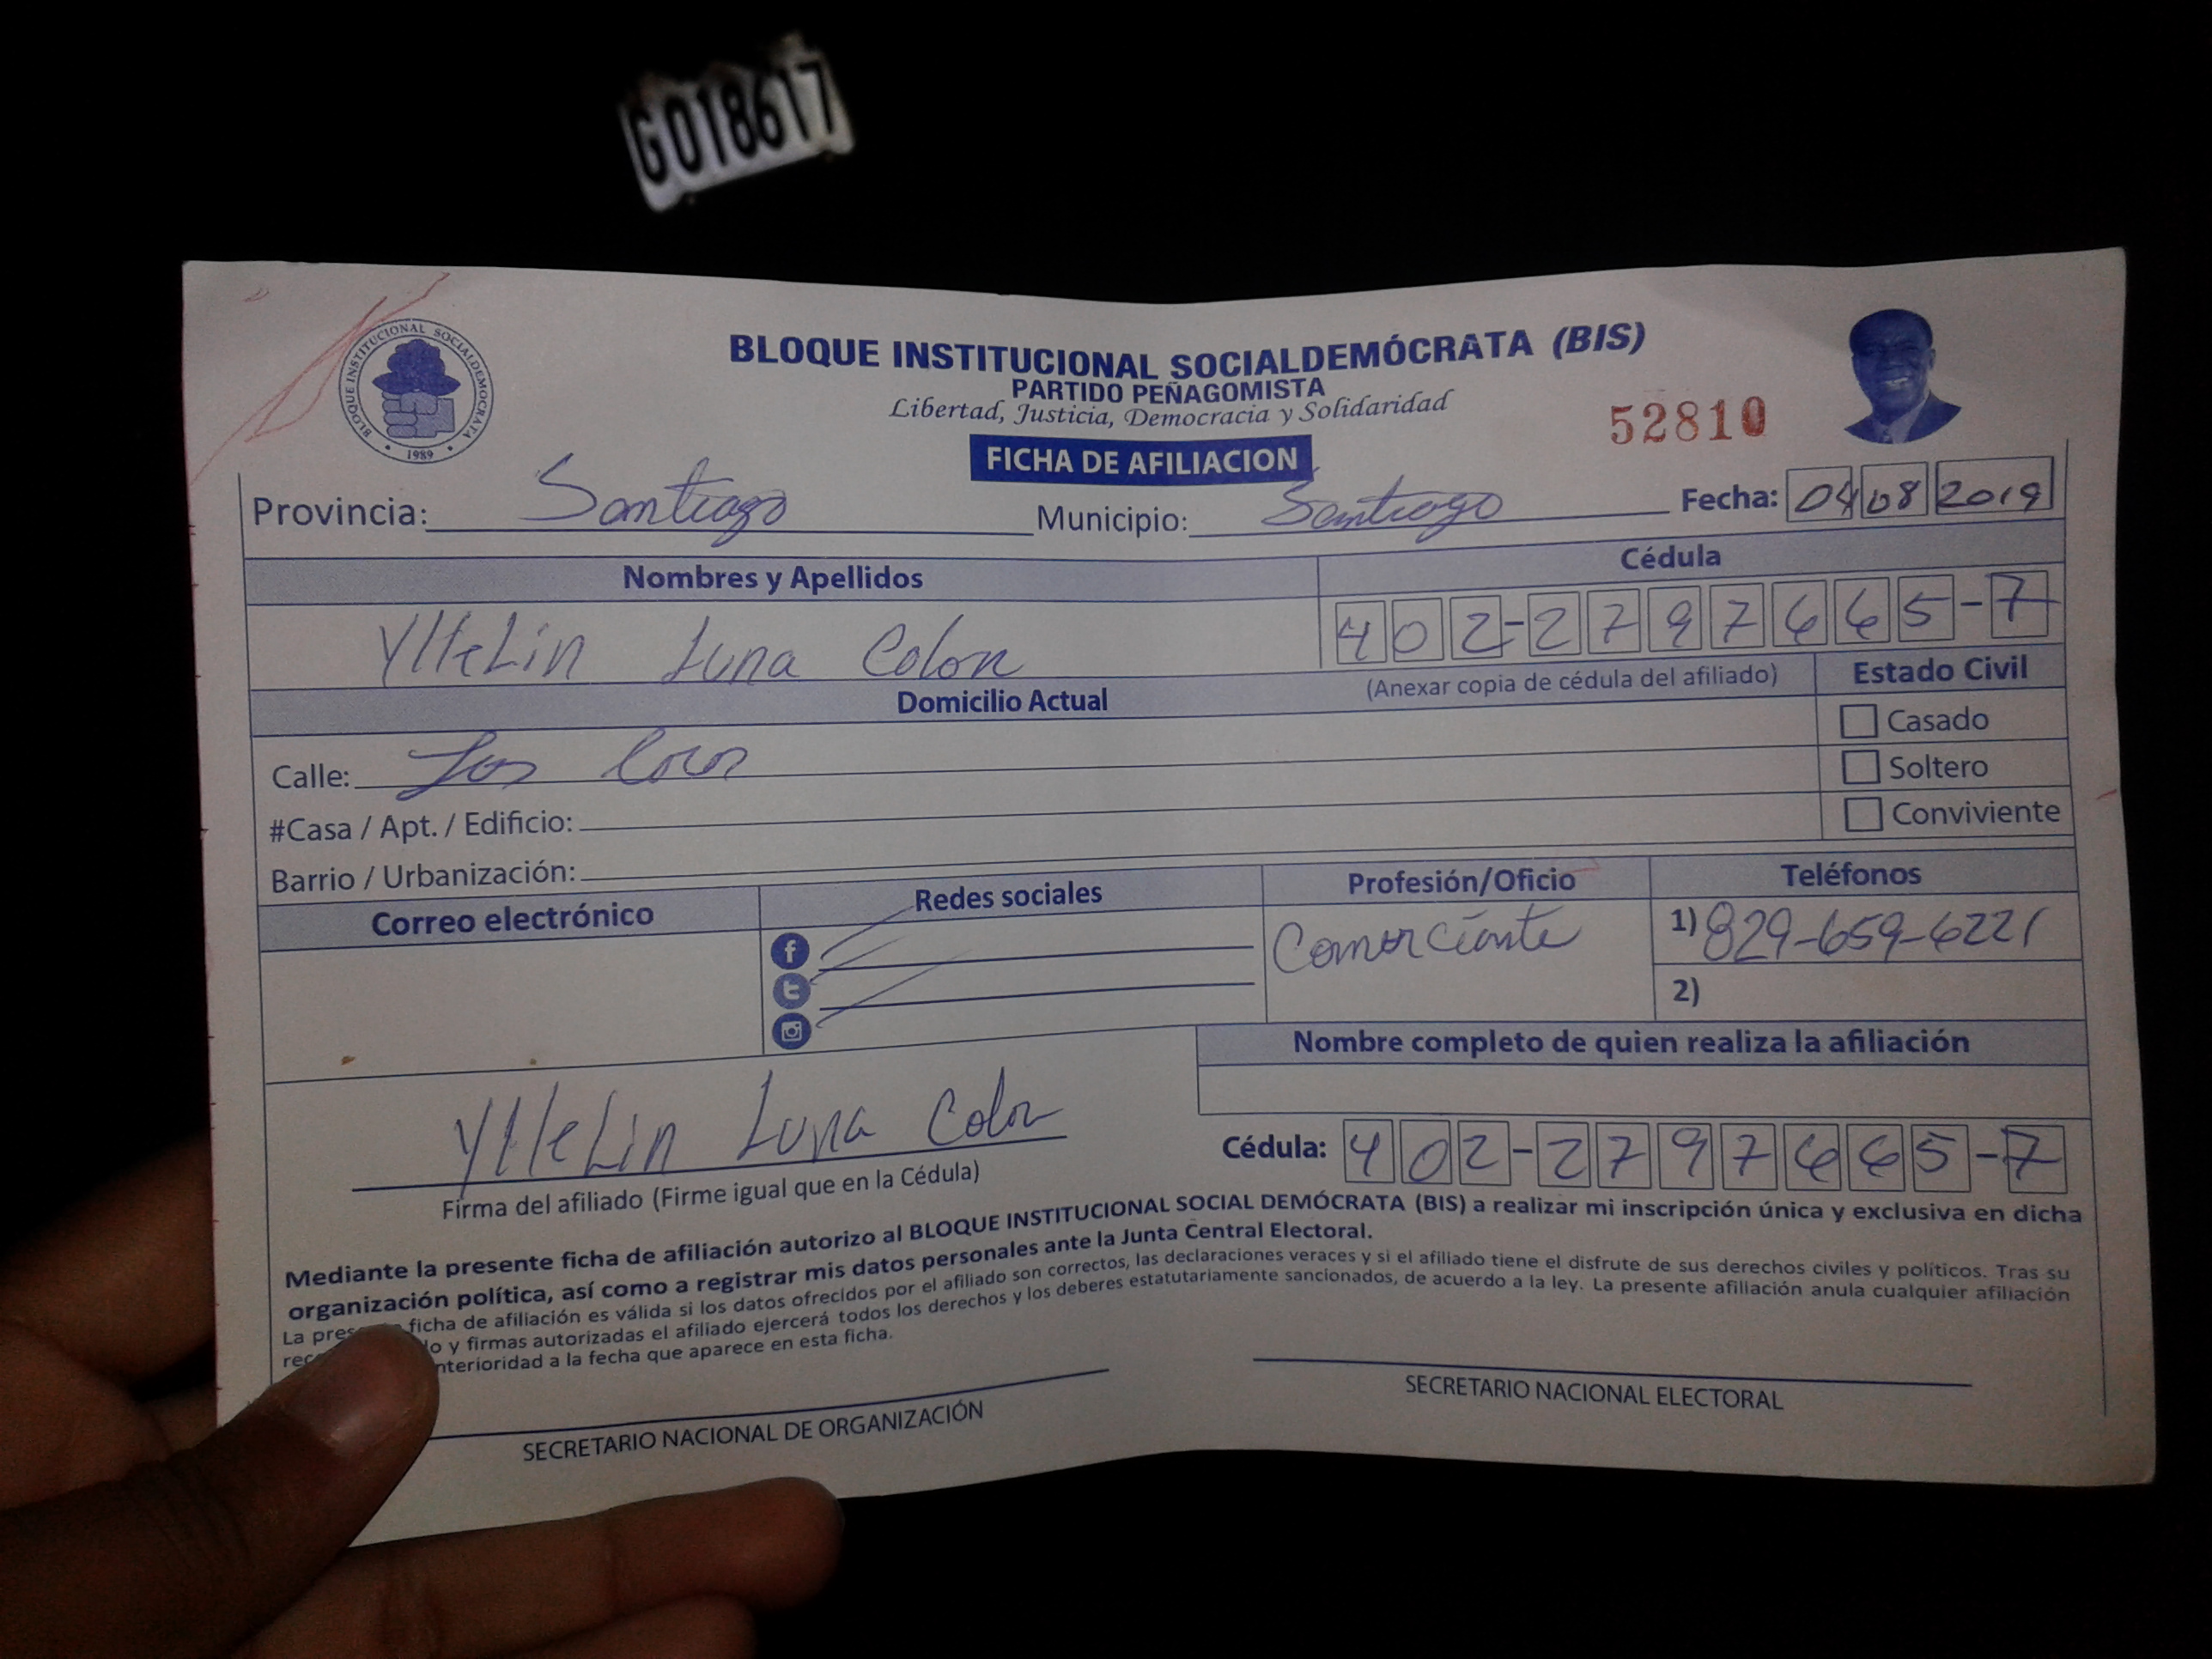 G018617
BLOQUE INSTITUCIONAL SOCIALDEMOCRATA
1989
BLOQUE INSTITUCIONAL SOCIALDEMÓCRATA (BIS)
PARTIDO PEÑAGOMISTA
Libertad, Justicia, Democracia y Solidaridad
52810
FICHA DE AFILIACION
Provincia: Santiago Municipio: Santiago Fecha: 04 08 2019
Nombres y Apellidos Cédula
Luna Colon 402-2797665-7
Domicilio Actual (Anexar copia de cédula del afiliado) Estado Civil
Calle: Los Cocos Casado
Soltero
#Casa / Apt. / Edificio: Conviviente
Barrio / Urbanización:
Correo electrónico Redes sociales Profesión/Oficio Teléfonos
Comerciante 1) 829-659-6221
2)
Nombre completo de quien realiza la afiliación
Luna Colon Cédula: 402-2797665-7
Firma del afiliado (Firme igual que en la Cédula)
Mediante la presente ficha de afiliación autorizo al BLOQUE INSTITUCIONAL SOCIAL DEMÓCRATA (BIS) a realizar mi inscripción única y exclusiva en dicha
organización política, así como a registrar mis datos personales ante la Junta Central Electoral.
La ficha de afiliación es válida si los datos ofrecidos por el afiliado son correctos, las declaraciones veraces y si el afiliado tiene el disfrute de sus derechos civiles y políticos. Tras su
y firmas autorizadas el afiliado ejercerá todos los derechos y los deberes estatutariamente sancionados, de acuerdo a la ley. La presente afiliación anula cualquier afiliación
a la fecha que aparece en esta ficha.
SECRETARIO NACIONAL DE ORGANIZACIÓN SECRETARIO NACIONAL ELECTORAL